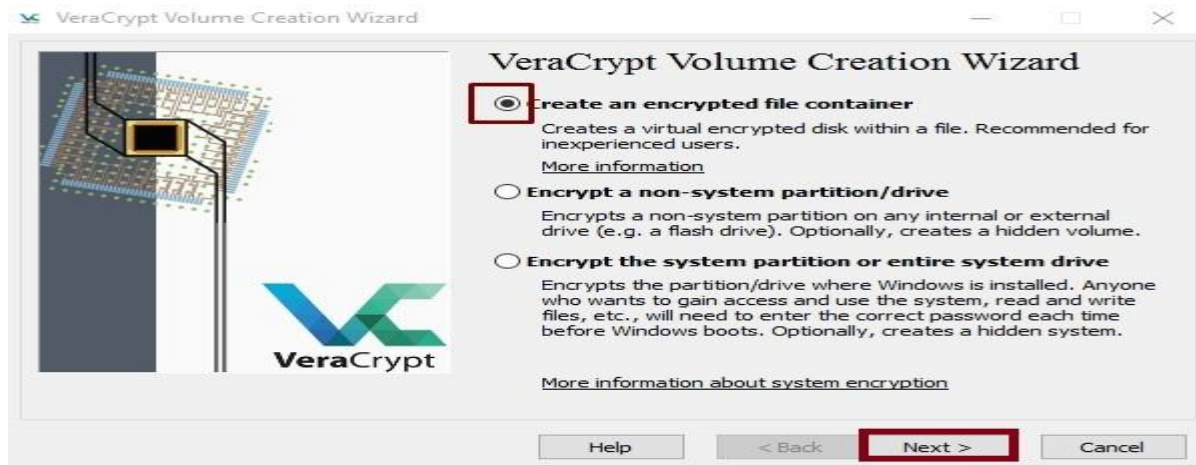 VeraCrypt Volume Creation Wizard
VeraCrypt Volume Creation Wizard
Create an encrypted file container
Creates a virtual encrypted disk within a file. Recommended for
inexperienced users.
More information
Encrypt a non-system partition/drive
Encrypts a non-system partition on any internal or external
drive (e.g. a flash drive). Optionally, creates a hidden volume.
Encrypt the system partition or entire system drive
Encrypts the partition/drive where Windows is installed. Anyone
who wants to gain access and use the system, read and write
files, etc., will need to enter the correct password each time
before Windows boots. Optionally, creates a hidden system.
More information about system encryption
VeraCrypt
Help < Back Next > Cancel